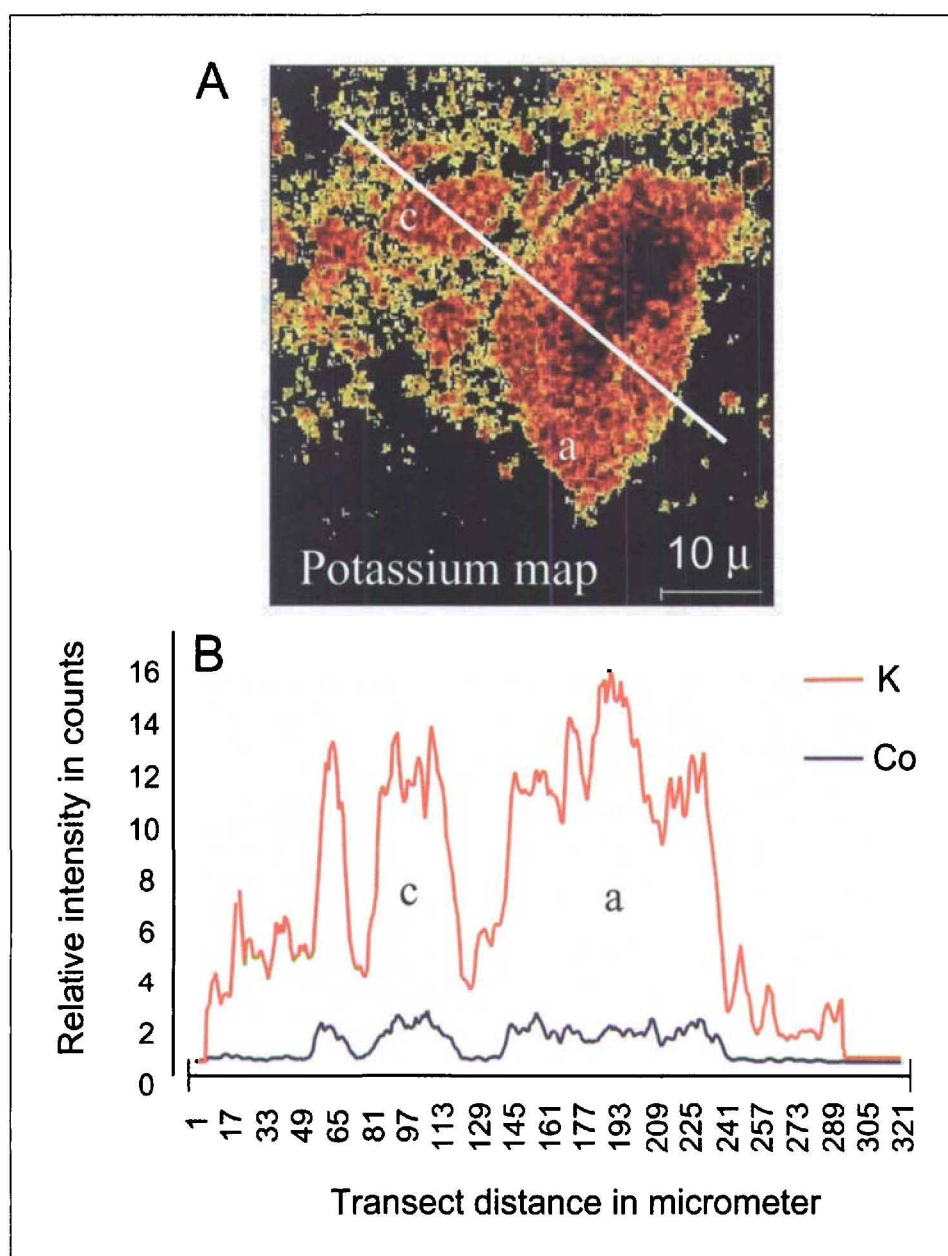 A
c
a
Potassium map
10 μ
B
Relative intensity in counts
16
14
12
10
8
6
4
2
0
K
Co
c
a
1
17
33
49
65
81
97
113
129
145
161
177
193
209
225
241
257
273
289
305
321
Transect distance in micrometer